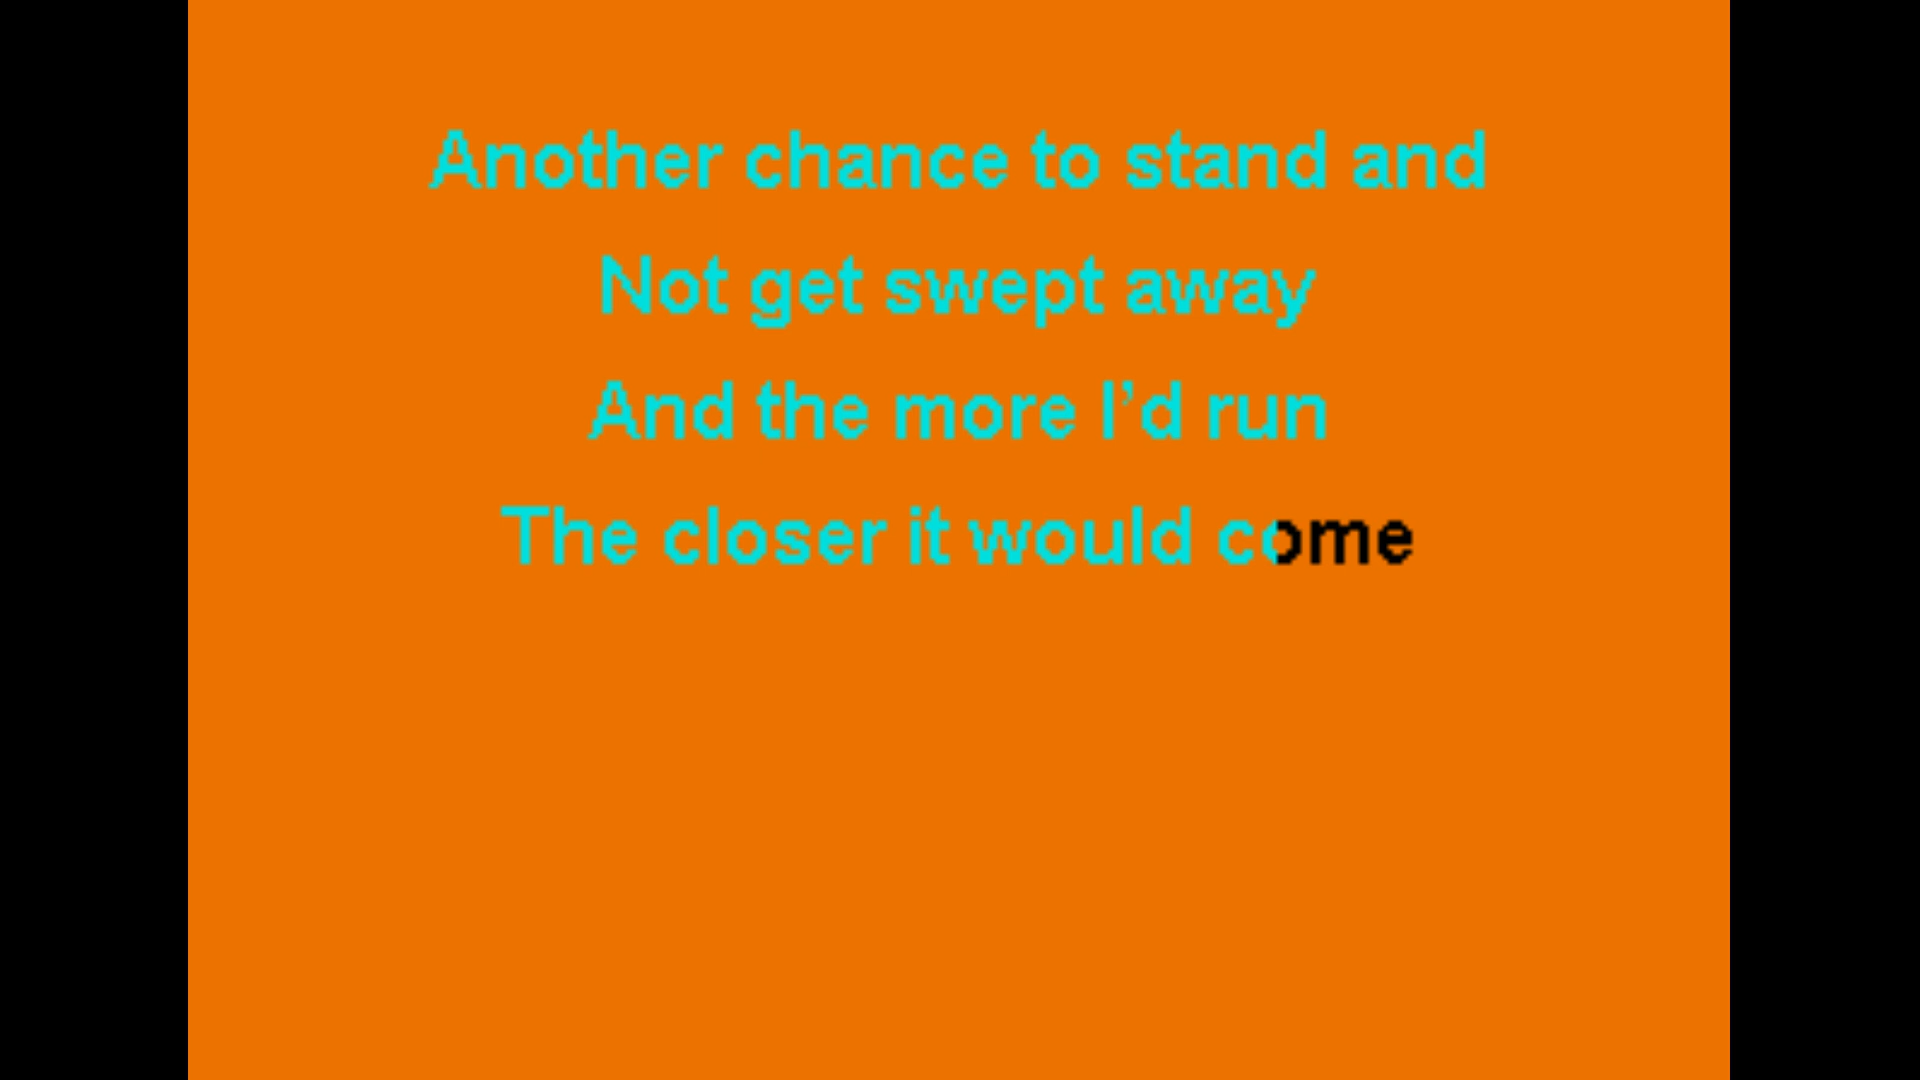 Another chance to stand and
Not get swept away
And the more I’d run
The closer it would come